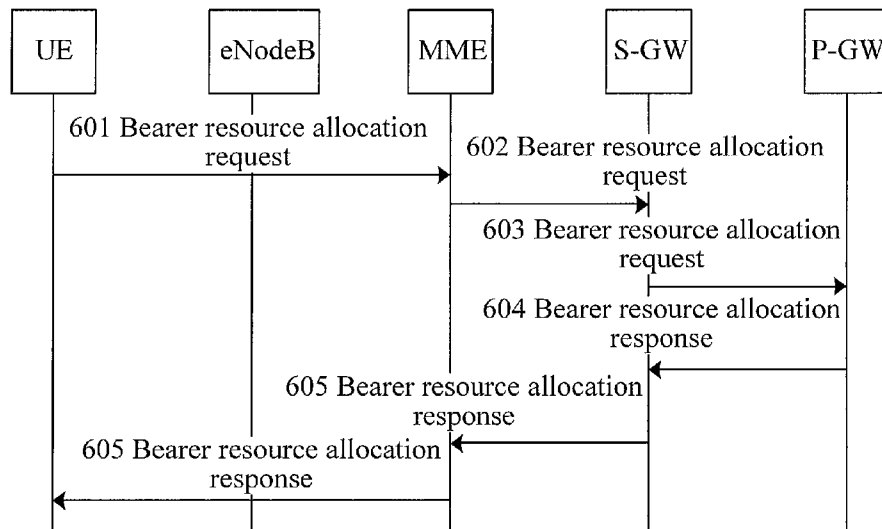 UE
eNodeB
MME
S-GW
P-GW
601 Bearer resource allocation
request
602 Bearer resource allocation
request
603 Bearer resource allocation
request
604 Bearer resource allocation
response
605 Bearer resource allocation
response
605 Bearer resource allocation
response